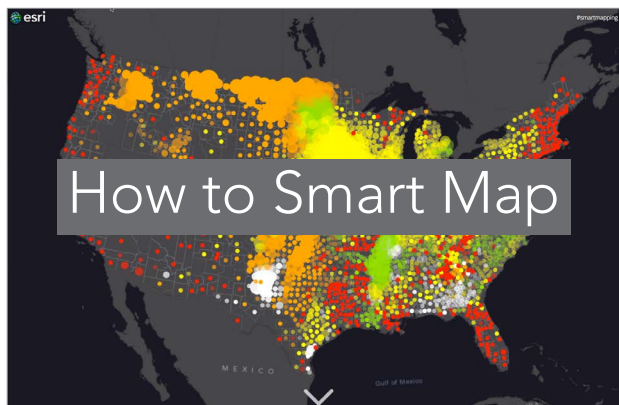 esri
#smartmapping
How to Smart Map
MEXICO
Gulf of Mexico